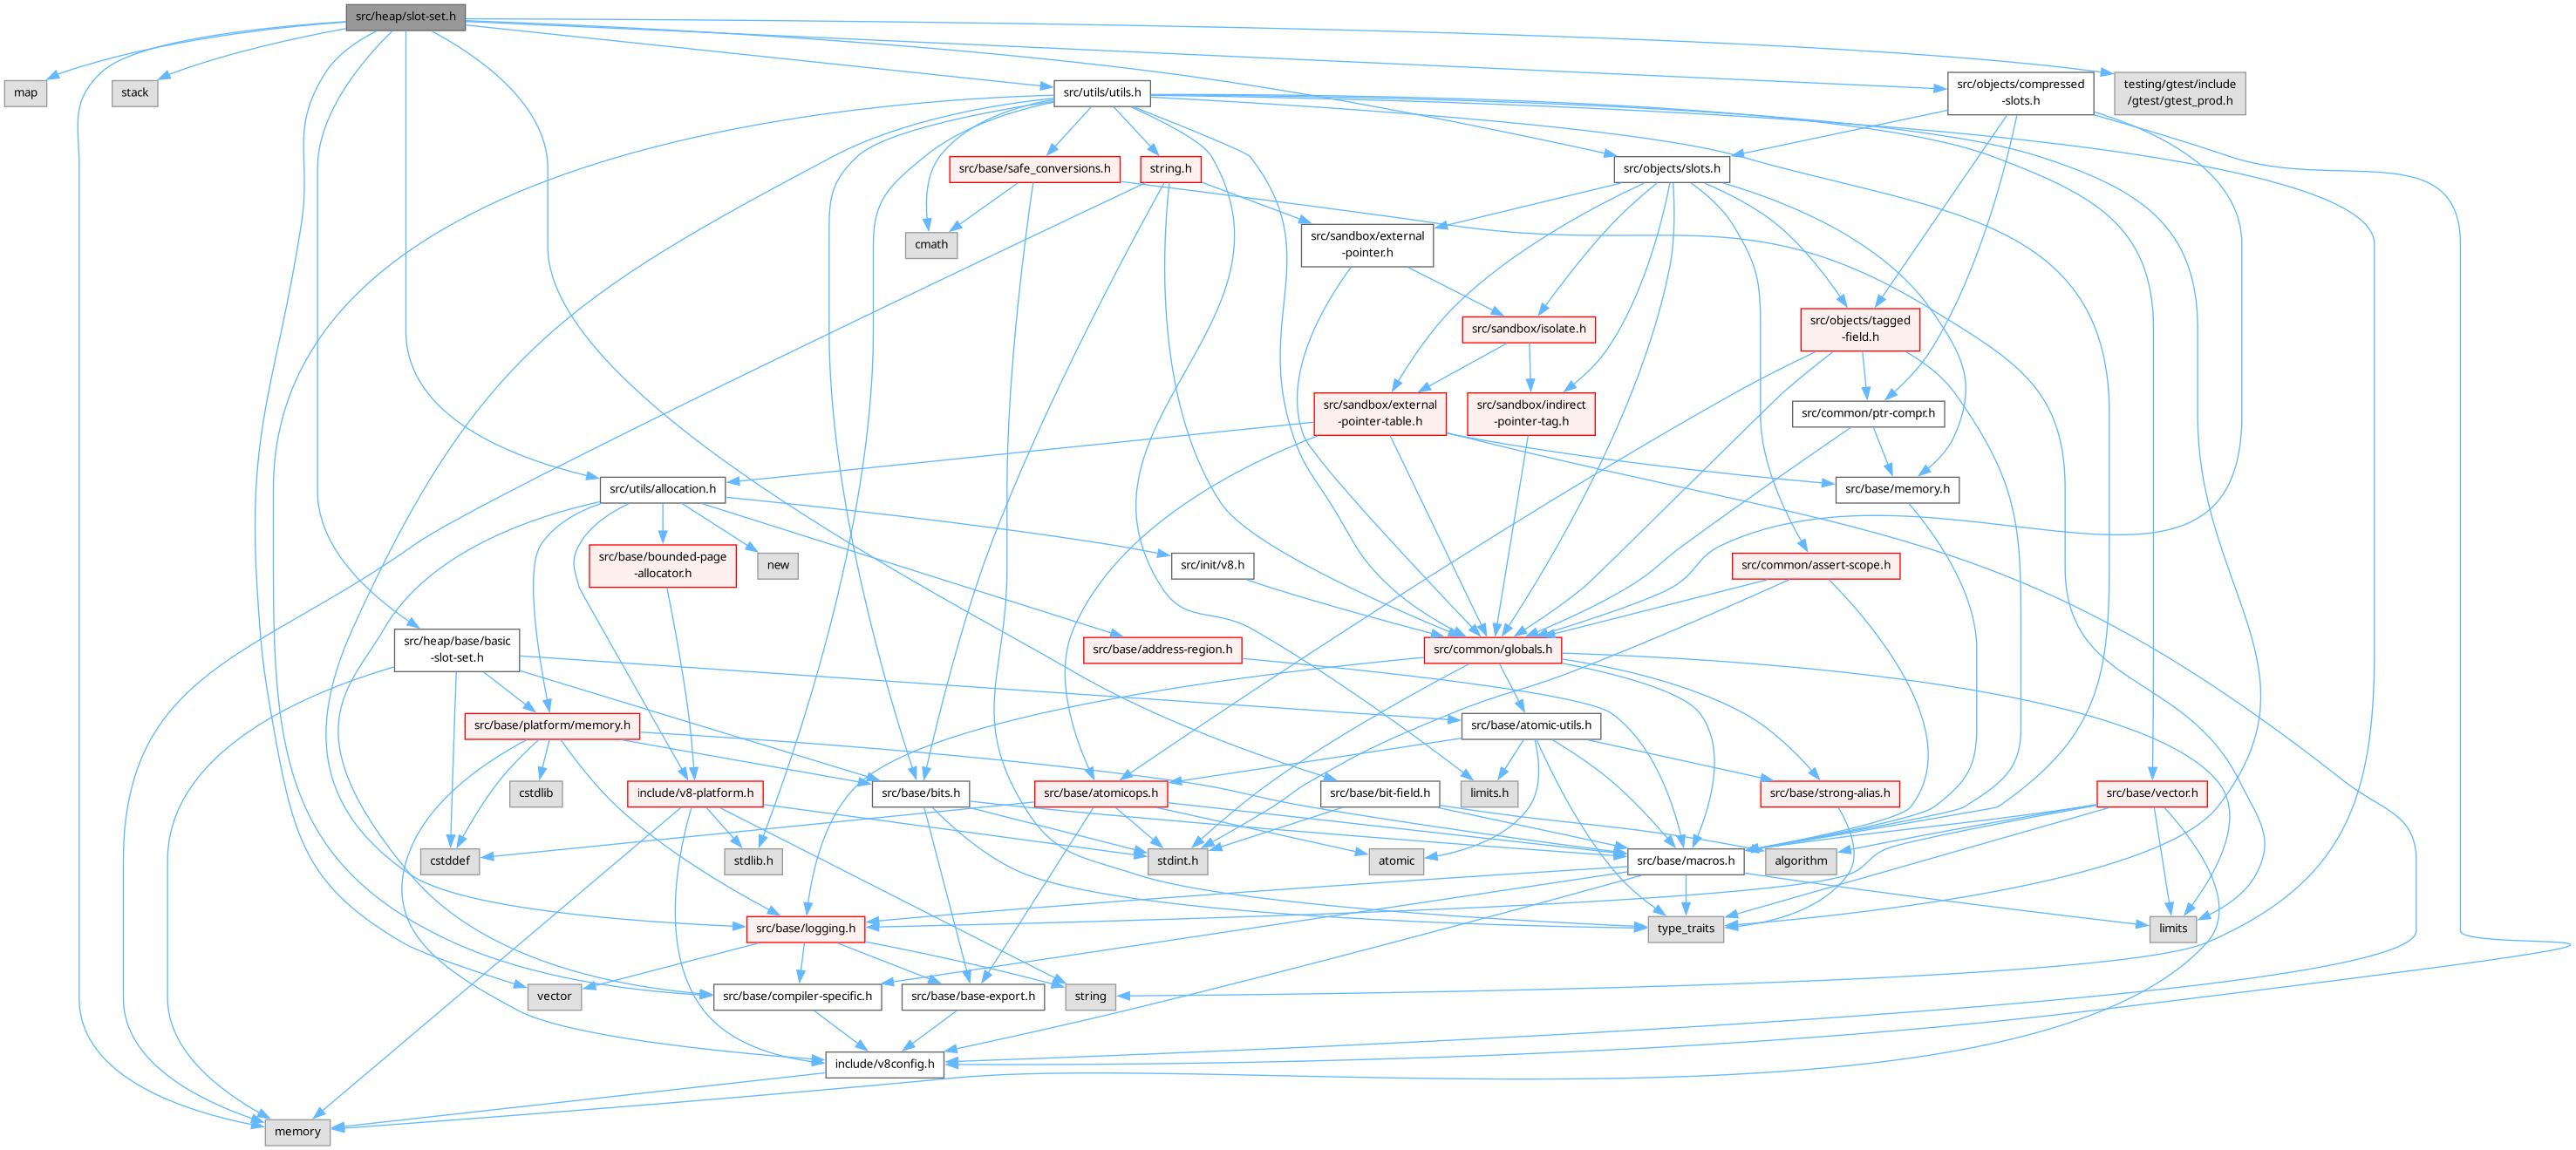 src/heap/slot-set.h
map
stack
src/utils/utils.h
src/objects/compressed
-slots.h
testing/gtest/include
/gtest/gtest_prod.h
src/base/safe_conversions.h
string.h
src/objects/slots.h
cmath
src/sandbox/external
-pointer.h
src/sandbox/isolate.h
src/objects/tagged
-field.h
src/sandbox/external
-pointer-table.h
src/sandbox/indirect
-pointer-tag.h
src/common/ptr-compr.h
src/utils/allocation.h
src/base/memory.h
src/base/bounded-page
-allocator.h
new
src/init/v8.h
src/common/assert-scope.h
src/heap/base/basic
-slot-set.h
src/base/address-region.h
src/common/globals.h
src/base/platform/memory.h
src/base/atomic-utils.h
cstdlib
include/v8-platform.h
src/base/bits.h
src/base/atomicops.h
src/base/bit-field.h
limits.h
src/base/strong-alias.h
src/base/vector.h
cstddef
stdlib.h
stdint.h
atomic
src/base/macros.h
algorithm
src/base/logging.h
type_traits
limits
vector
src/base/compiler-specific.h
src/base/base-export.h
string
include/v8config.h
memory